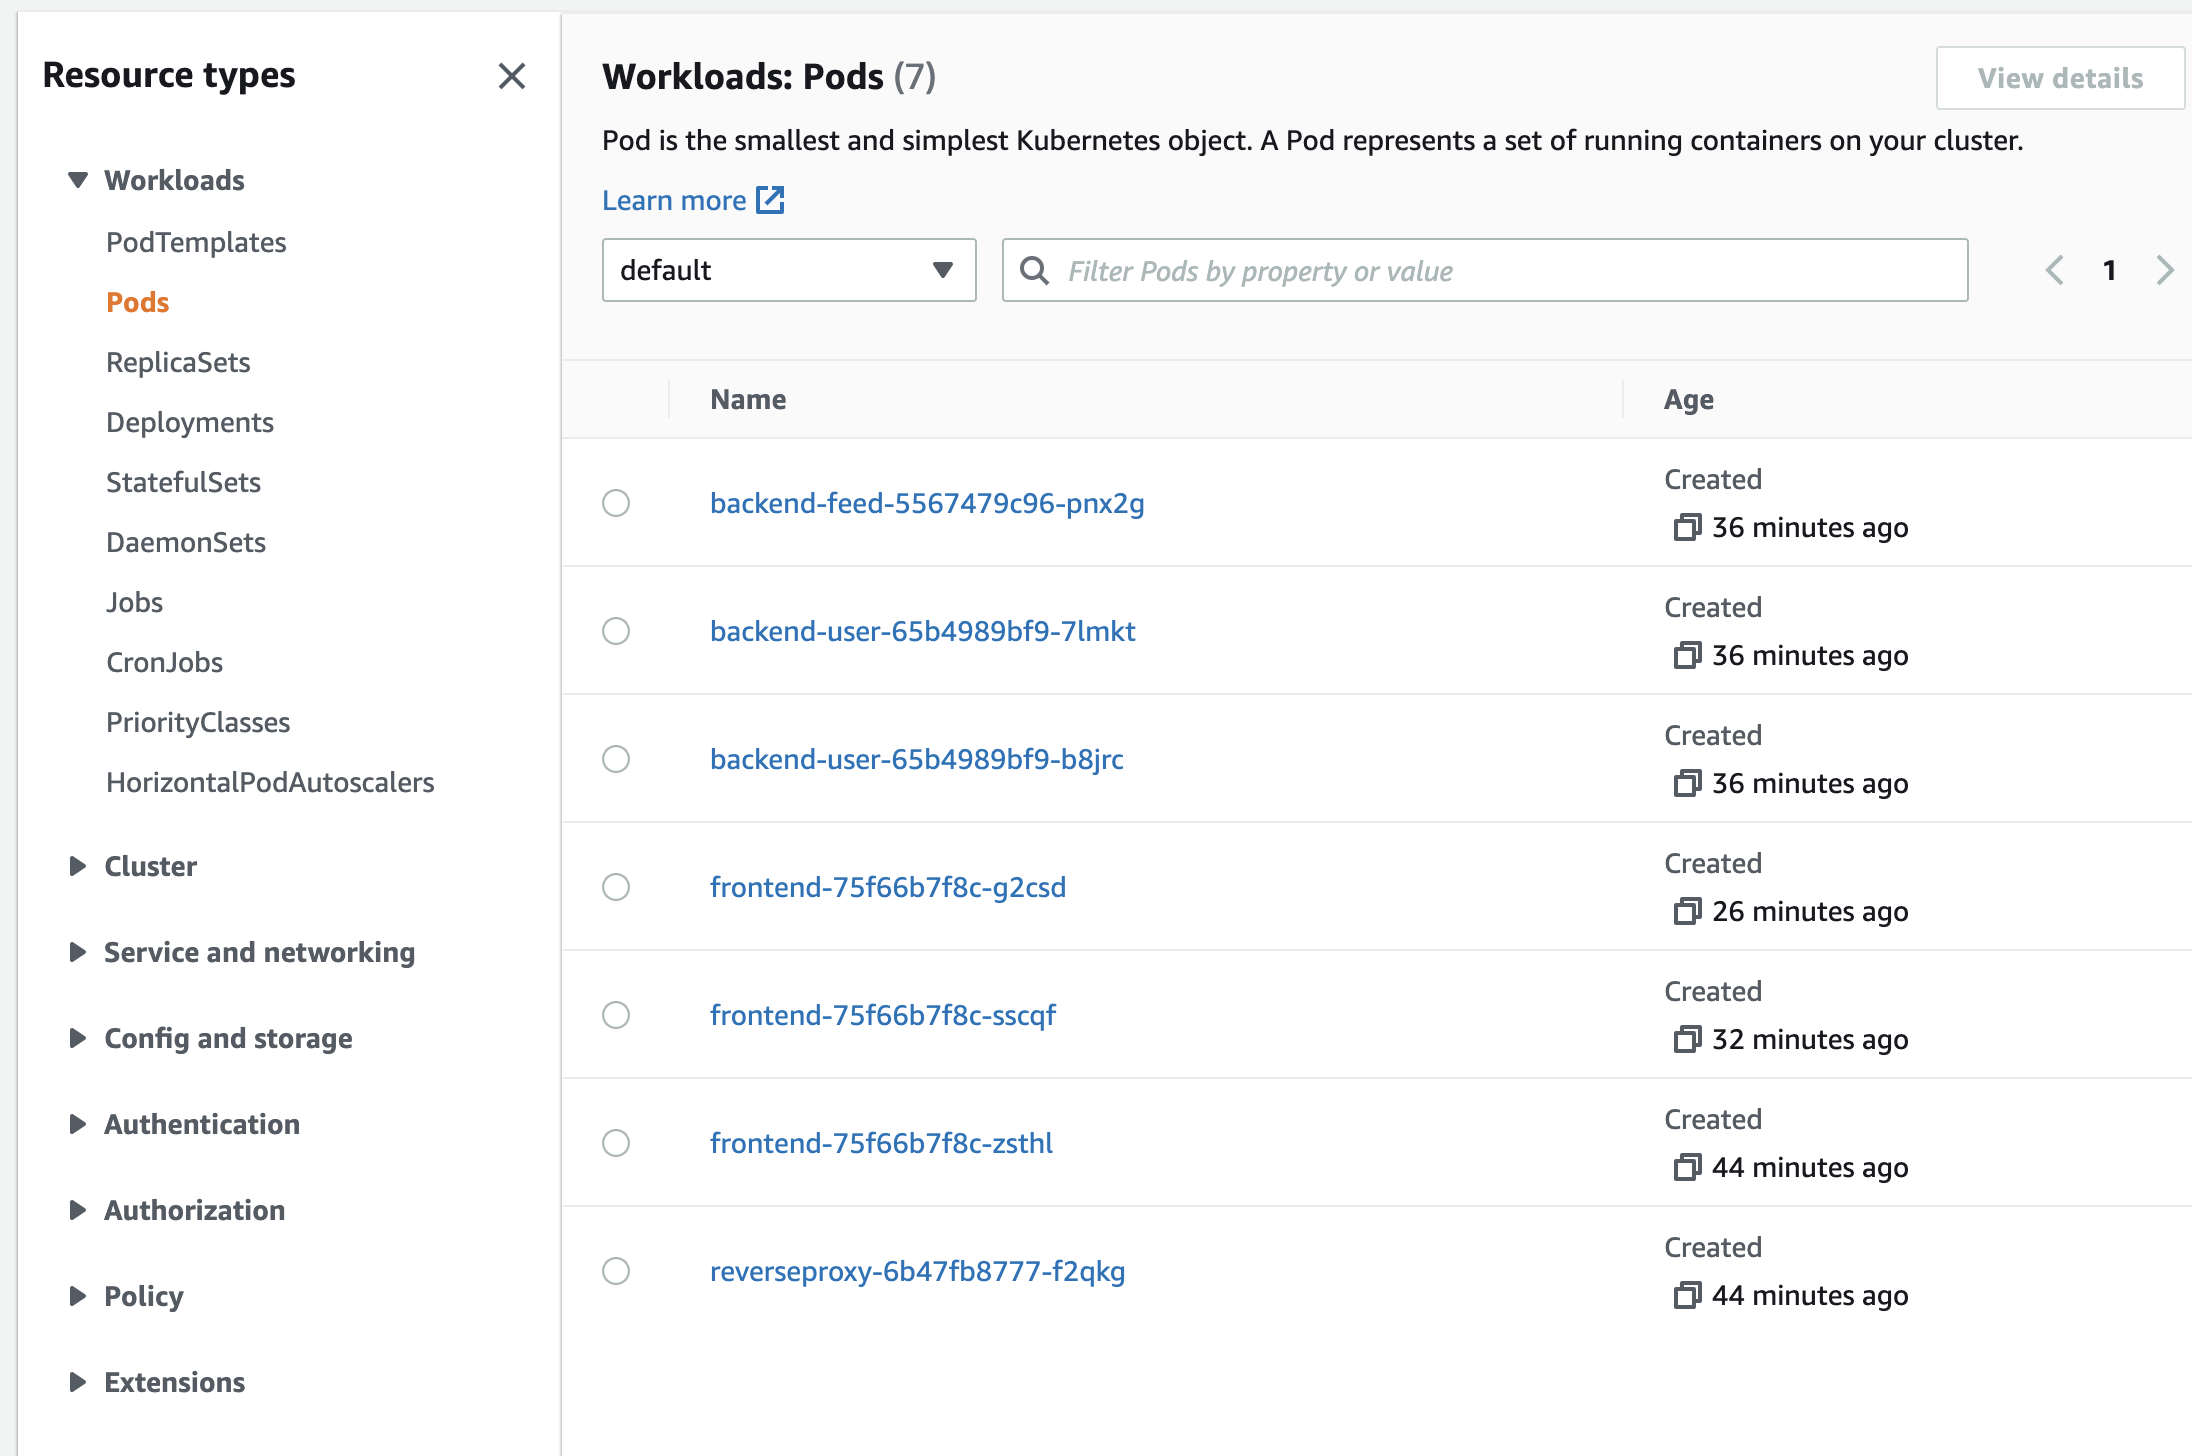 Resource types
Workloads
PodTemplates
Pods
ReplicaSets
Deployments
StatefulSets
DaemonSets
Jobs
CronJobs
PriorityClasses
HorizontalPodAutoscalers
Cluster
Service and networking
Config and storage
Authentication
Authorization
Policy
Extensions
Workloads: Pods (7)
View details
Pod is the smallest and simplest Kubernetes object. A Pod represents a set of running containers on your cluster.
Learn more
default
Filter Pods by property or value
1
Name Age
backend-feed-5567479c96-pnx2g
Created
36 minutes ago
backend-user-65b4989bf9-7lmkt
Created
36 minutes ago
backend-user-65b4989bf9-b8jrc
Created
36 minutes ago
frontend-75f66b7f8c-g2csd
Created
26 minutes ago
frontend-75f66b7f8c-sscqf
Created
32 minutes ago
frontend-75f66b7f8c-zsthl
Created
44 minutes ago
reverseproxy-6b47fb8777-f2qkg
Created
44 minutes ago